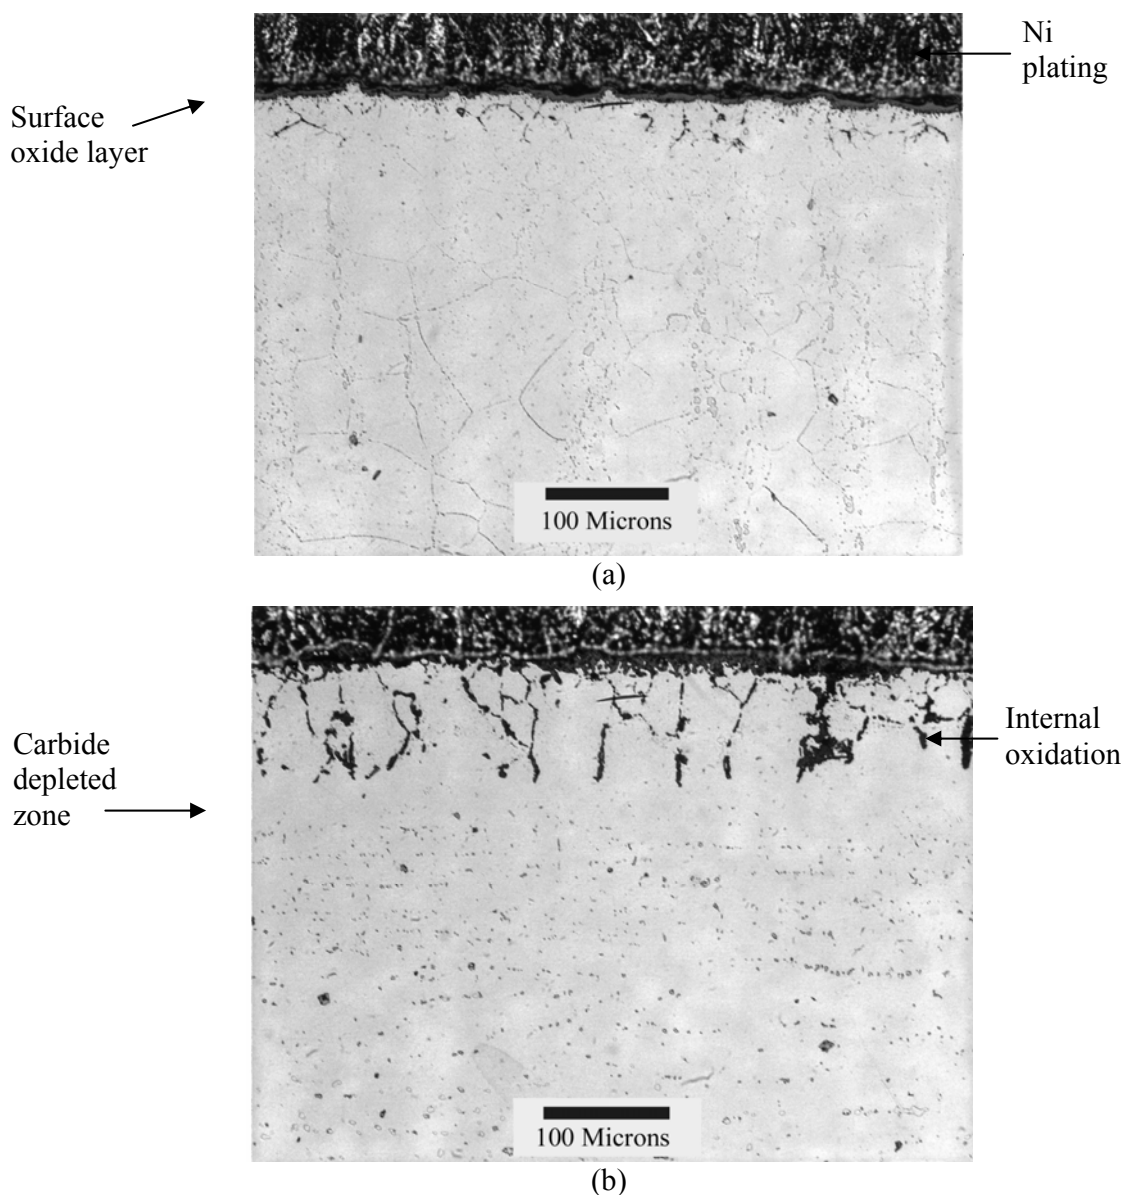 Ni
plating
Surface
oxide layer
100 Microns
(a)
Carbide
depleted
zone
Internal
oxidation
100 Microns
(b)